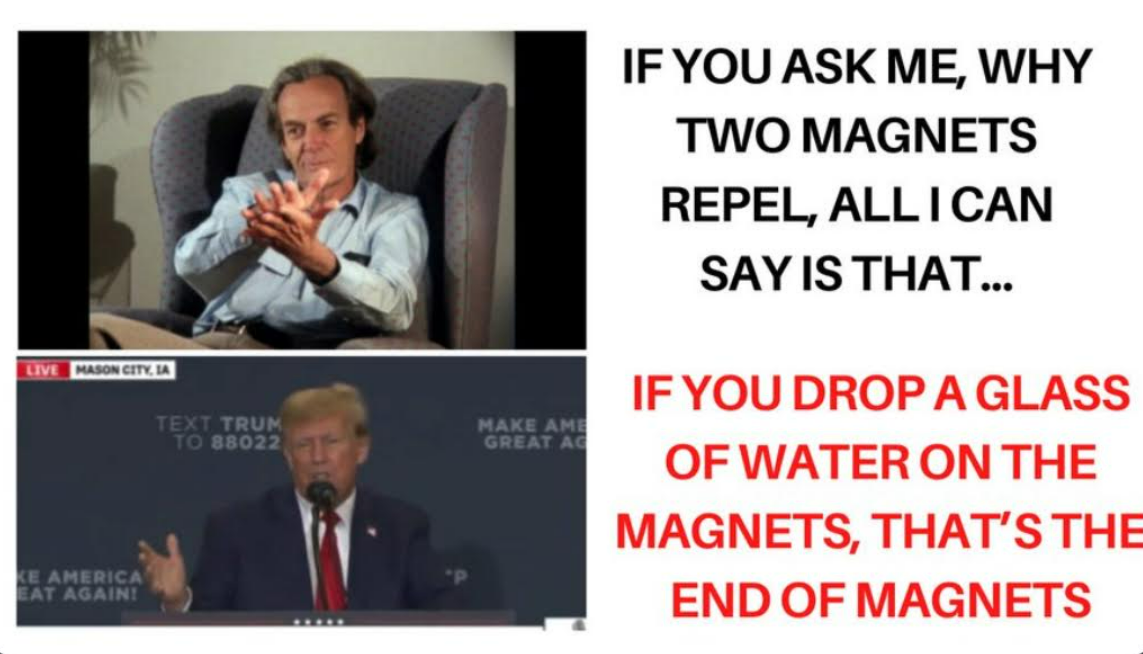 IF YOU ASK ME, WHY
TWO MAGNETS
REPEL, ALL I CAN
SAY IS THAT...
LIVE MASON CITY, IA
TEXT TRUM
TO 88022
MAKE AME
GREAT AG
KE AMERICA
EAT AGAIN!
"P
IF YOU DROP A GLASS
OF WATER ON THE
MAGNETS, THAT'S THE
END OF MAGNETS